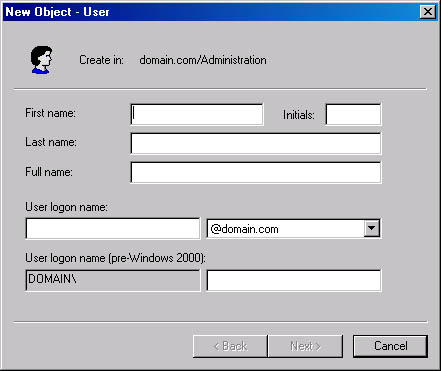 New Object - User
Create in: domain.com/Administration
First name: Initials:
Last name:
Full name:
User logon name:
@domain.com
User logon name (pre-Windows 2000):
DOMAIN\
< Back Next > Cancel